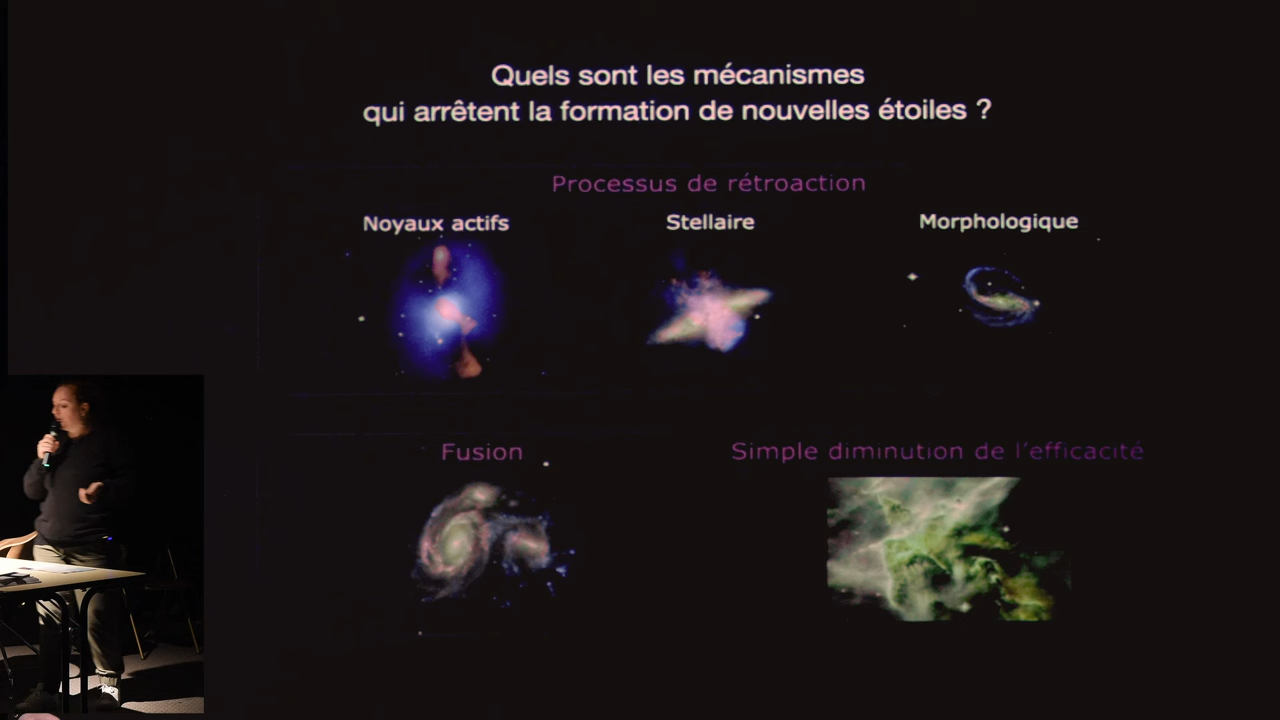 Quels sont les mécanismes
qui arrêtent la formation de nouvelles étoiles ?
Processus de rétroaction
Noyaux actifs
Stellaire
Morphologique
Fusion
Simple diminution de l'efficacité